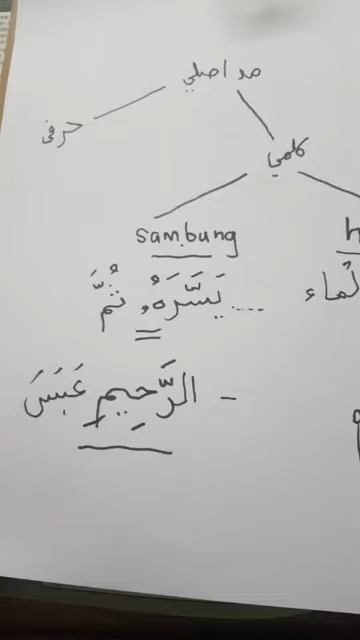 مد اصلي
حرفي
كلمي
sambung
h
يَسَّرَهُۥ ثُمَّ ....
الرَّحِيمِ عَبَسَ -